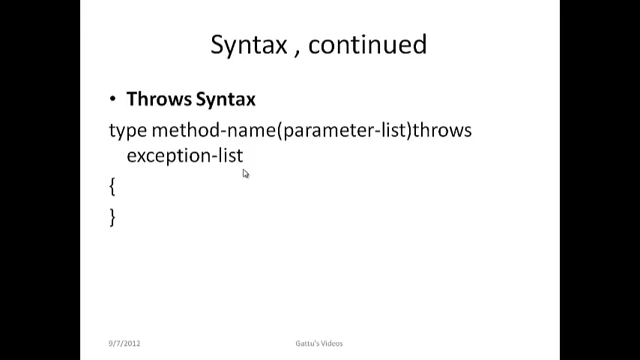 Syntax , continued
• Throws Syntax
type method-name(parameter-list)throws
exception-list
{
}
9/7/2012
Gattu's Videos